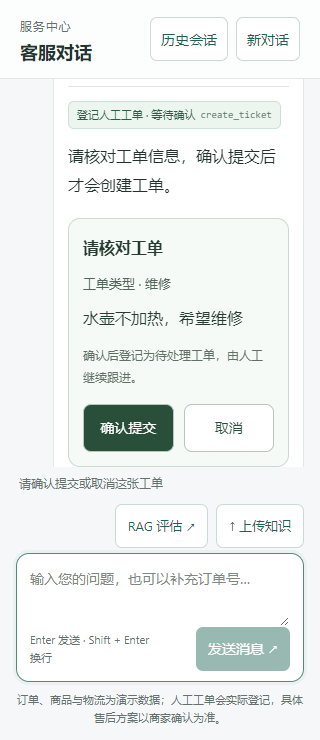 服务中心
客服对话
历史会话
新对话
登记人工工单 · 等待确认 create_ticket
请核对工单信息，确认提交后
才会创建工单。
请核对工单
工单类型 · 维修
水壶不加热，希望维修
确认后登记为待处理工单，由人工
继续跟进。
确认提交
取消
请确认提交或取消这张工单
RAG 评估 ↗
↑ 上传知识
输入您的问题，也可以补充订单号...
Enter 发送 · Shift + Enter
换行
发送消息 ↗
订单、商品与物流为演示数据；人工工单会实际登记，具体
售后方案以商家确认为准。